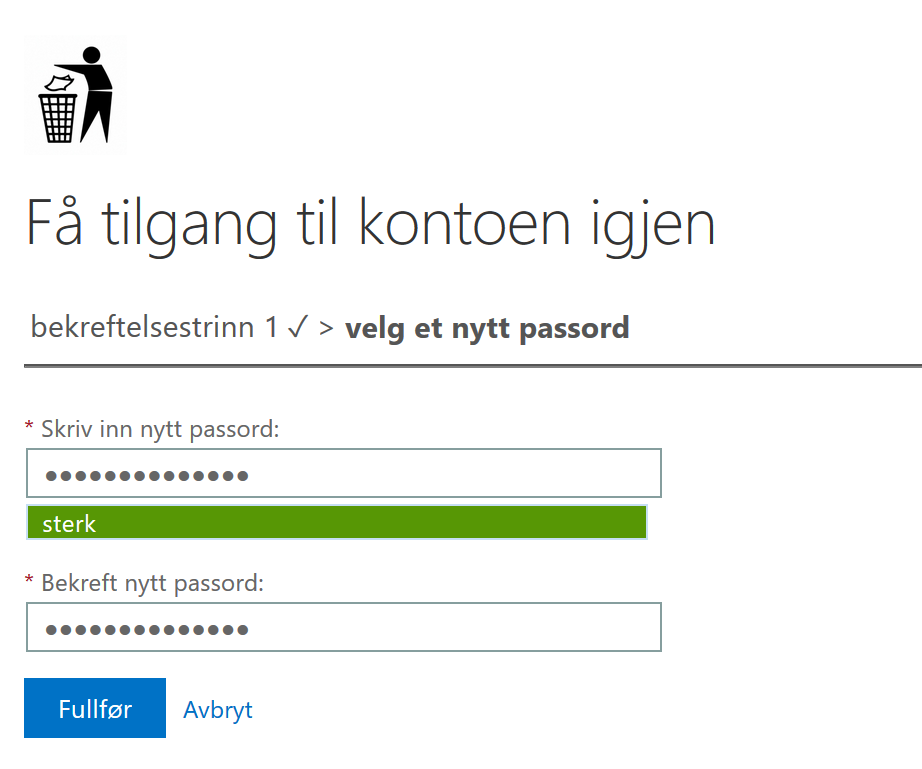 Få tilgang til kontoen igjen
bekreftelsestrinn 1 ✓ > velg et nytt passord
* Skriv inn nytt passord:
●●●●●●●●●●●●●●
sterk
* Bekreft nytt passord:
●●●●●●●●●●●●●●
Fullfør Avbryt